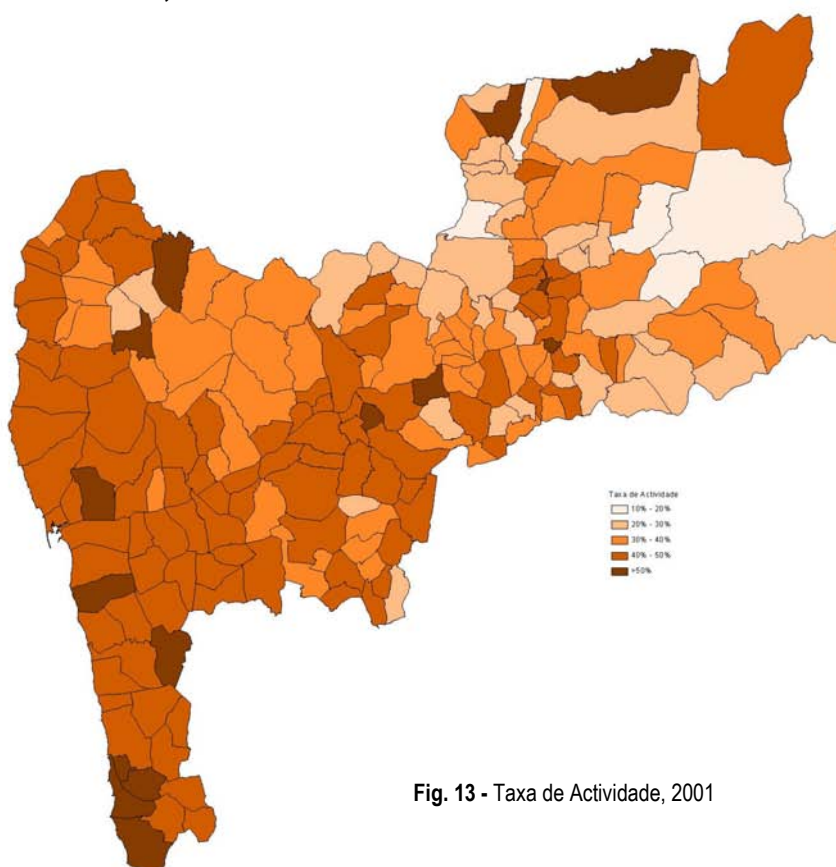 Taxa de Actividade
10% - 20%
20% - 30%
30% - 40%
40% - 50%
>50%
Fig. 13 - Taxa de Actividade, 2001